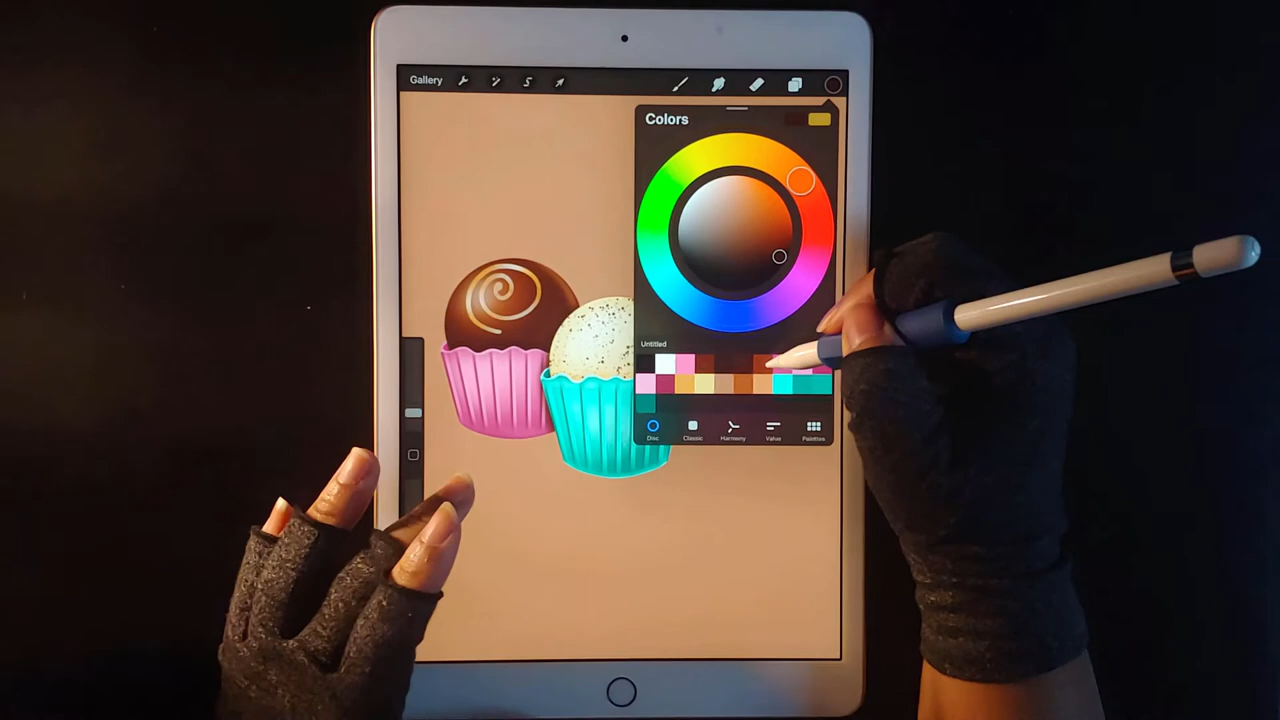 Gallery
Colors
Untitled
Disc
Classic
Harmony
Value
Palettes